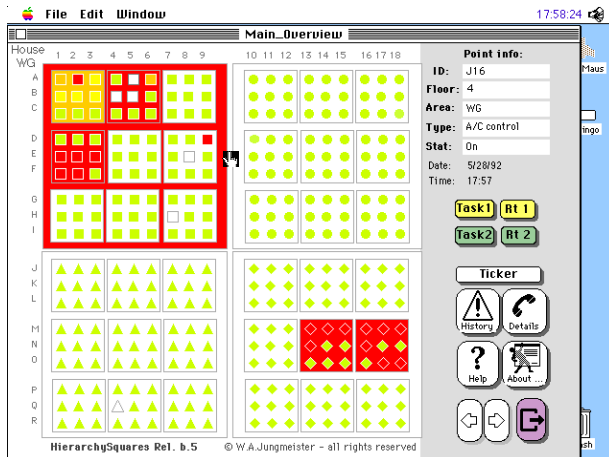 File Edit Window 17:58:24
Main_Overview
House
WG
1 2 3 4 5 6 7 8 9 10 11 12 13 14 15 16 17 18
A
B
C
D
E
F
G
H
I
J
K
L
M
N
O
P
Q
R
Point info:
ID: J16
Floor: 4
Area: WG
Type: A/C control
Stat: On
Date: 5/28/92
Time: 17:57
Task1 Rt 1
Task2 Rt 2
Ticker
History Details
Help About ...
HierarchySquares Rel. b.5 © W.A.Jungmeister - all rights reserved
Maus
ringo
sh